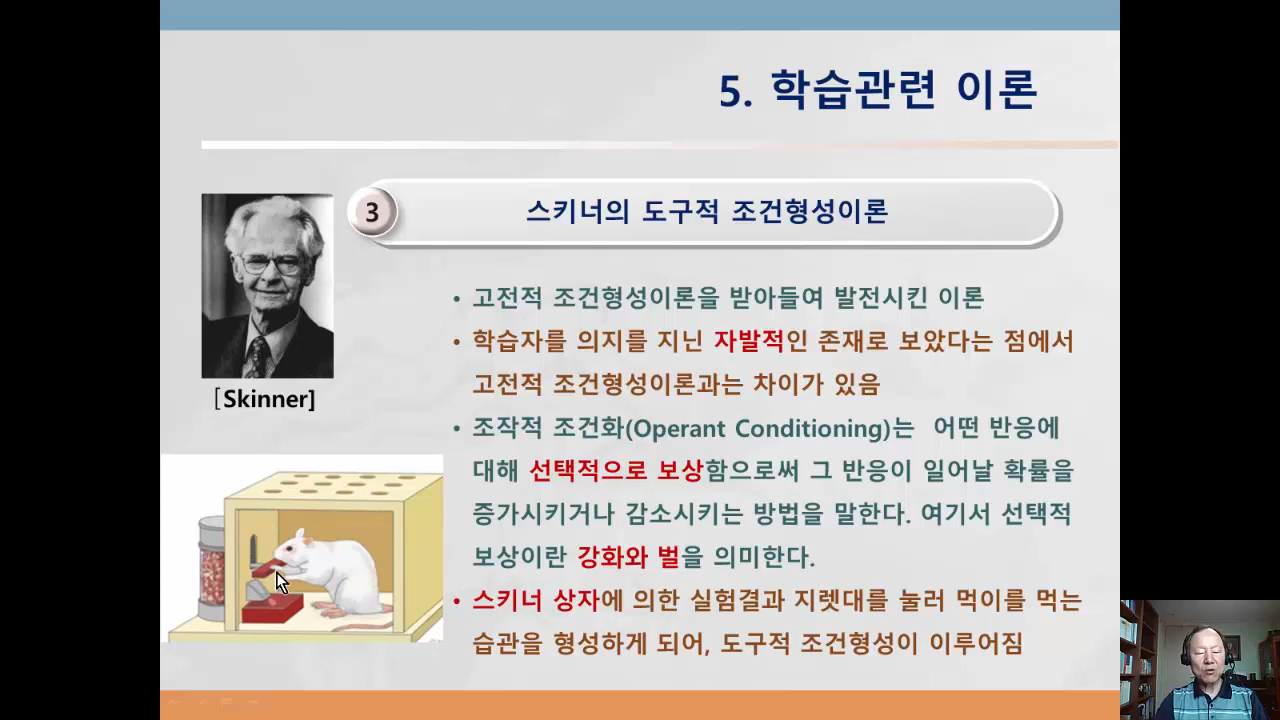 5. 학습관련 이론
3
스키너의 도구적 조건형성이론
[Skinner]
• 고전적 조건형성이론을 받아들여 발전시킨 이론
• 학습자를 의지를 지닌 자발적인 존재로 보았다는 점에서
고전적 조건형성이론과는 차이가 있음
• 조작적 조건화(Operant Conditioning)는 어떤 반응에
대해 선택적으로 보상함으로써 그 반응이 일어날 확률을
증가시키거나 감소시키는 방법을 말한다. 여기서 선택적
보상이란 강화와 벌을 의미한다.
• 스키너 상자에 의한 실험결과 지렛대를 눌러 먹이를 먹는
습관을 형성하게 되어, 도구적 조건형성이 이루어짐